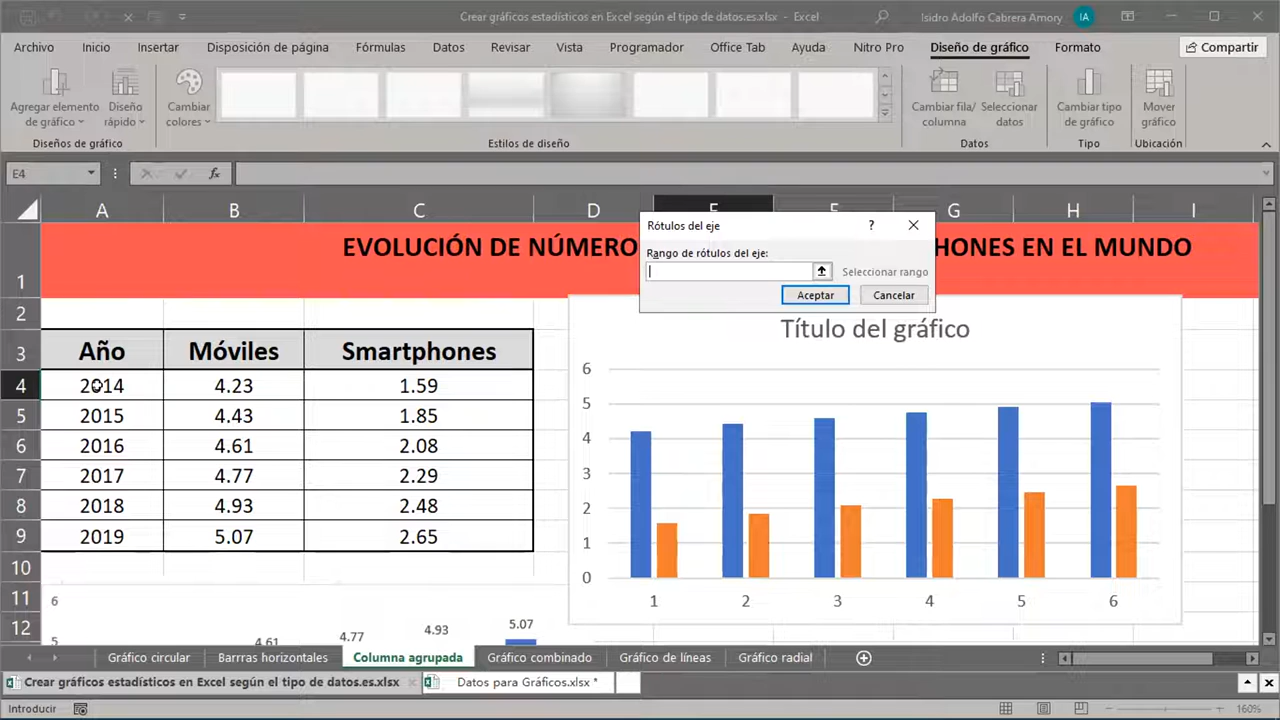 Crear gráficos estadísticos en Excel según el tipo de datos.es.xlsx - Excel
Isidro Adolfo Cabrera Amory
IA
Archivo Inicio Insertar Disposición de página Fórmulas Datos Revisar Vista Programador Office Tab Ayuda Nitro Pro Diseño de gráfico Formato Compartir
Agregar elemento de gráfico
Diseño rápido
Cambiar colores
Cambiar fila/ columna
Seleccionar datos
Cambiar tipo de gráfico
Mover gráfico
Diseños de gráfico Estilos de diseño Datos Tipo Ubicación
E4 fx
A B C D E F G H I
Rótulos del eje ?
Rango de rótulos del eje:
Seleccionar rango
Aceptar Cancelar
1 EVOLUCIÓN DE NÚMERO HONES EN EL MUNDO
2
3 Año Móviles Smartphones
4 2014 4.23 1.59
5 2015 4.43 1.85
6 2016 4.61 2.08
7 2017 4.77 2.29
8 2018 4.93 2.48
9 2019 5.07 2.65
10
11
12
Título del gráfico
6
5
4
3
2
1
0
1 2 3 4 5 6
6
5
4.61 4.77 4.93 5.07
Gráfico circular Barrras horizontales Columna agrupada Gráfico combinado Gráfico de líneas Gráfico radial
Crear gráficos estadísticos en Excel según el tipo de datos.es.xlsx Datos para Gráficos.xlsx *
Introducir 160%